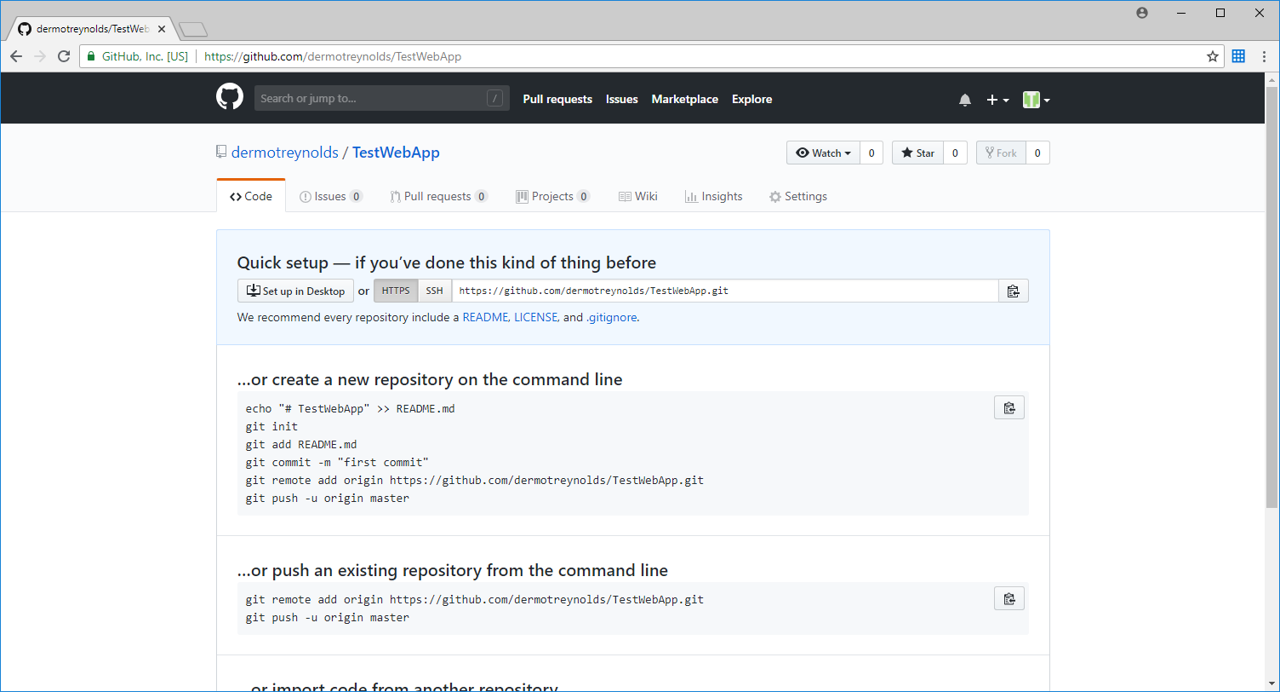 dermotreynolds/TestWeb
GitHub, Inc. [US] | https://github.com/dermotreynolds/TestWebApp
Search or jump to... /
Pull requests Issues Marketplace Explore
dermotreynolds / TestWebApp
Watch 0 Star 0 Fork 0
Code Issues 0 Pull requests 0 Projects 0 Wiki Insights Settings
Quick setup — if you’ve done this kind of thing before
Set up in Desktop or HTTPS SSH https://github.com/dermotreynolds/TestWebApp.git
We recommend every repository include a README, LICENSE, and .gitignore.
…or create a new repository on the command line
echo "# TestWebApp" >> README.md
git init
git add README.md
git commit -m "first commit"
git remote add origin https://github.com/dermotreynolds/TestWebApp.git
git push -u origin master
…or push an existing repository from the command line
git remote add origin https://github.com/dermotreynolds/TestWebApp.git
git push -u origin master
…or import code from another repository